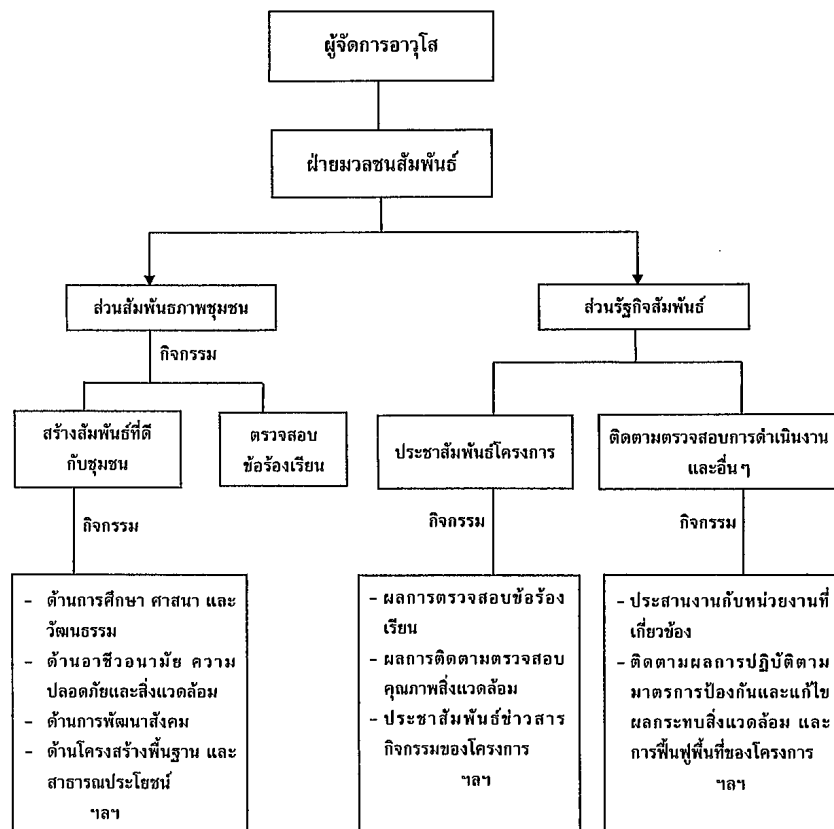 ผู้จัดการอาวุโส
ฝ่ายมวลชนสัมพันธ์
ส่วนสัมพันธภาพชุมชน
ส่วนรัฐกิจสัมพันธ์
กิจกรรม
สร้างสัมพันธ์ที่ดี
กับชุมชน
ตรวจสอบ
ข้อร้องเรียน
ประชาสัมพันธ์โครงการ
ติดตามตรวจสอบการดำเนินงาน
และอื่นๆ
กิจกรรม
กิจกรรม
กิจกรรม
- ด้านการศึกษา ศาสนา และ
วัฒนธรรม
- ด้านอาชีวอนามัย ความ
ปลอดภัยและสิ่งแวดล้อม
- ด้านการพัฒนาสังคม
- ด้านโครงสร้างพื้นฐาน และ
สาธารณประโยชน์
ฯลฯ
- ผลการตรวจสอบข้อร้อง
เรียน
- ผลการติดตามตรวจสอบ
คุณภาพสิ่งแวดล้อม
- ประชาสัมพันธ์ข่าวสาร
กิจกรรมของโครงการ
ฯลฯ
- ประสานงานกับหน่วยงานที่
เกี่ยวข้อง
- ติดตามผลการปฏิบัติตาม
มาตรการป้องกันและแก้ไข
ผลกระทบสิ่งแวดล้อม และ
การฟื้นฟูพื้นที่ของโครงการ
ฯลฯ